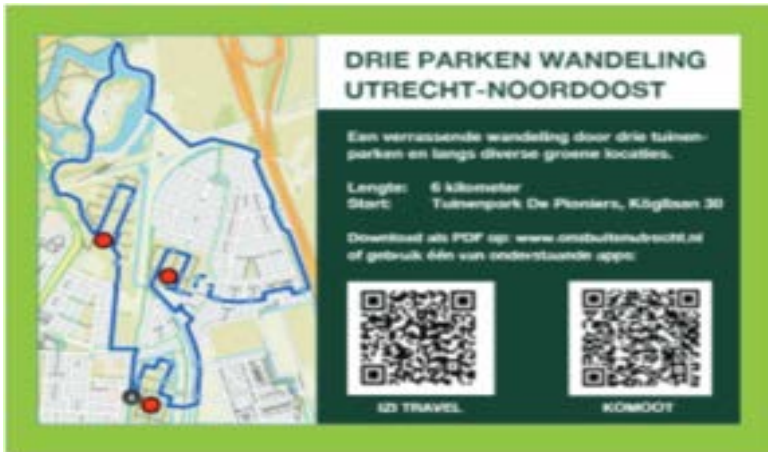 DRIE PARKEN WANDELING
UTRECHT-NOORDOOST
Een verrassende wandeling door drie tuinen-
parken en langs diverse groene locaties.
Lengte: 6 kilometer
Start: Tuinenpark De Pioniers, Kögllaan 30
Download als PDF op: www.onsbuitenutrecht.nl
of gebruik één van onderstaande apps:
IZI TRAVEL
KOMOOT